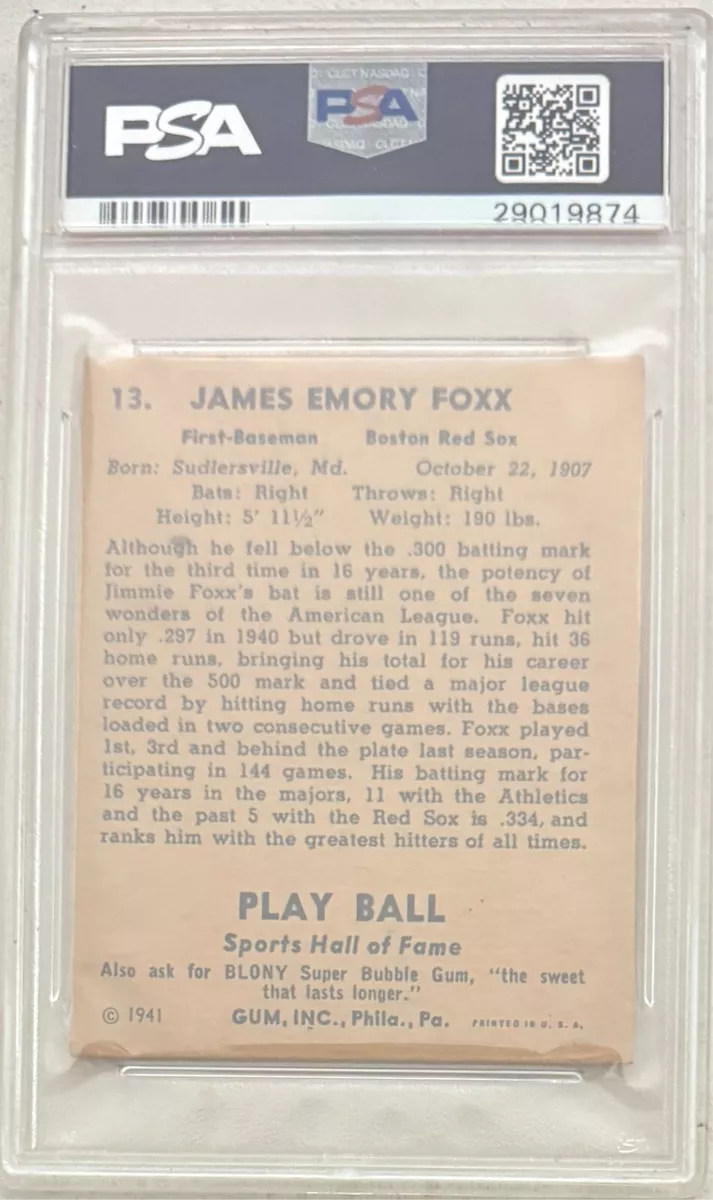 PSA
PSA
29019874
13. JAMES EMORY FOXX
First-Baseman Boston Red Sox
Born: Sudlersville, Md. October 22, 1907
Bats: Right Throws: Right
Height: 5' 11½" Weight: 190 lbs.
Although he fell below the .300 batting mark
for the third time in 16 years, the potency of
Jimmie Foxx's bat is still one of the seven
wonders of the American League. Foxx hit
only .297 in 1940 but drove in 119 runs, hit 36
home runs, bringing his total for his career
over the 500 mark and tied a major league
record by hitting home runs with the bases
loaded in two consecutive games. Foxx played
1st, 3rd and behind the plate last season, par-
ticipating in 144 games. His batting mark for
16 years in the majors, 11 with the Athletics
and the past 5 with the Red Sox is .334, and
ranks him with the greatest hitters of all times.
PLAY BALL
Sports Hall of Fame
Also ask for BLONY Super Bubble Gum, "the sweet
that lasts longer."
© 1941 GUM, INC., Phila., Pa. PRINTED IN U. S. A.